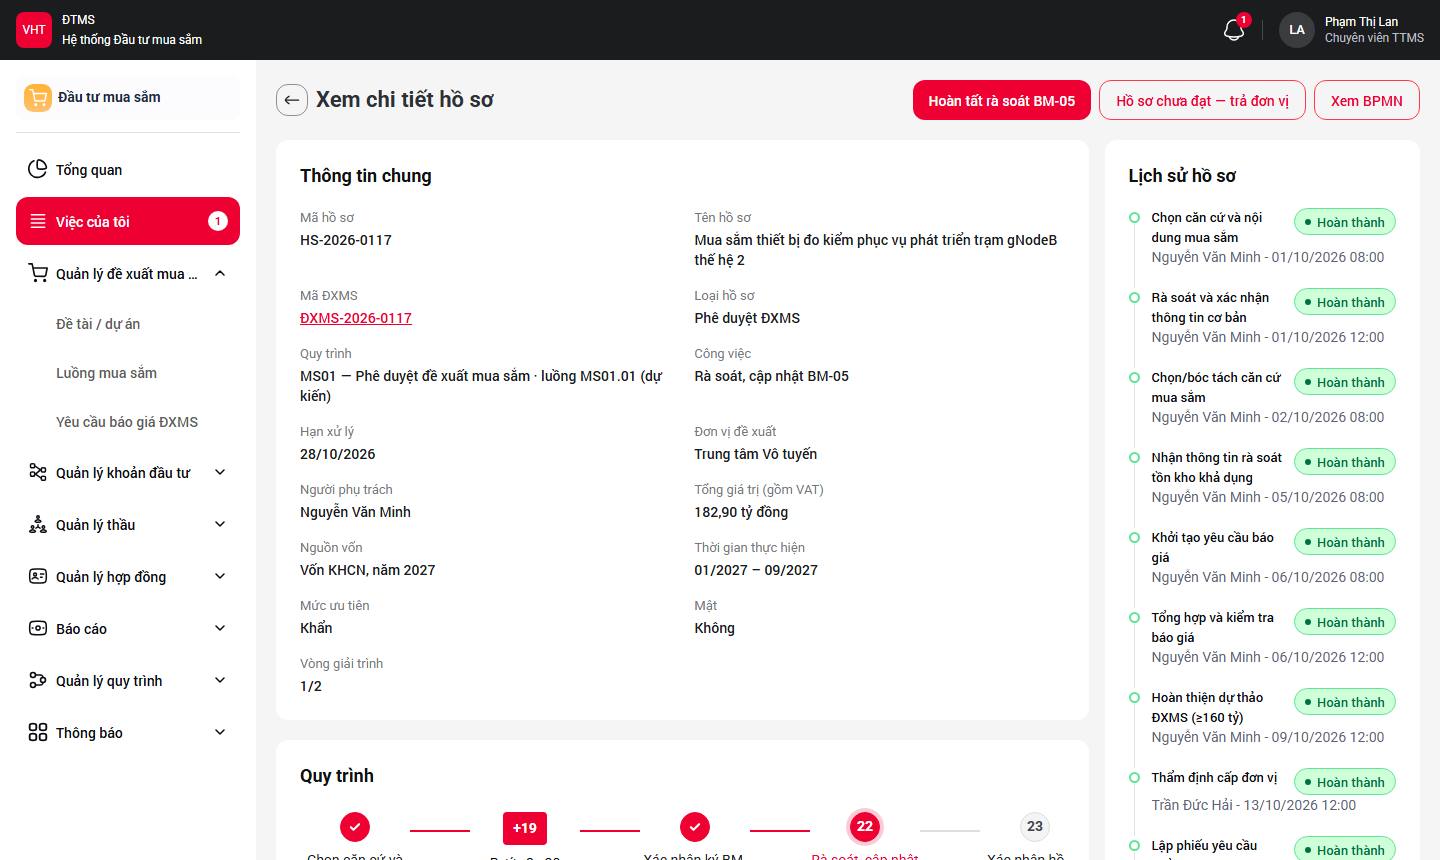 VHT
ĐTMS
Hệ thống Đầu tư mua sắm
1
LA
Phạm Thị Lan
Chuyên viên TTMS
Đầu tư mua sắm
Tổng quan
Việc của tôi
1
Quản lý đề xuất mua ...
Đề tài / dự án
Luồng mua sắm
Yêu cầu báo giá ĐXMS
Quản lý khoản đầu tư
Quản lý thầu
Quản lý hợp đồng
Báo cáo
Quản lý quy trình
Thông báo
Xem chi tiết hồ sơ
Hoàn tất rà soát BM-05
Hồ sơ chưa đạt — trả đơn vị
Xem BPMN
Thông tin chung
Mã hồ sơ
HS-2026-0117
Tên hồ sơ
Mua sắm thiết bị đo kiểm phục vụ phát triển trạm gNodeB
thế hệ 2
Mã ĐXMS
ĐXMS-2026-0117
Loại hồ sơ
Phê duyệt ĐXMS
Quy trình
MS01 — Phê duyệt đề xuất mua sắm · luồng MS01.01 (dự
kiến)
Công việc
Rà soát, cập nhật BM-05
Hạn xử lý
28/10/2026
Đơn vị đề xuất
Trung tâm Vô tuyến
Người phụ trách
Nguyễn Văn Minh
Tổng giá trị (gồm VAT)
182,90 tỷ đồng
Nguồn vốn
Vốn KHCN, năm 2027
Thời gian thực hiện
01/2027 – 09/2027
Mức ưu tiên
Khẩn
Mật
Không
Vòng giải trình
1/2
Quy trình
+19
22
23
Chọn căn cứ và
Xác nhận ký BM
Rà soát, cập nhật
Xác nhận hồ
Lịch sử hồ sơ
Chọn căn cứ và nội
dung mua sắm
Hoàn thành
Nguyễn Văn Minh - 01/10/2026 08:00
Rà soát và xác nhận
thông tin cơ bản
Hoàn thành
Nguyễn Văn Minh - 01/10/2026 12:00
Chọn/bóc tách căn cứ
mua sắm
Hoàn thành
Nguyễn Văn Minh - 02/10/2026 08:00
Nhận thông tin rà soát
tồn kho khả dụng
Hoàn thành
Nguyễn Văn Minh - 05/10/2026 08:00
Khởi tạo yêu cầu báo
giá
Hoàn thành
Nguyễn Văn Minh - 06/10/2026 08:00
Tổng hợp và kiểm tra
báo giá
Hoàn thành
Nguyễn Văn Minh - 06/10/2026 12:00
Hoàn thiện dự thảo
ĐXMS (≥160 tỷ)
Hoàn thành
Nguyễn Văn Minh - 09/10/2026 12:00
Thẩm định cấp đơn vị
Hoàn thành
Trần Đức Hải - 13/10/2026 12:00
Lập phiếu yêu cầu
Hoàn thành